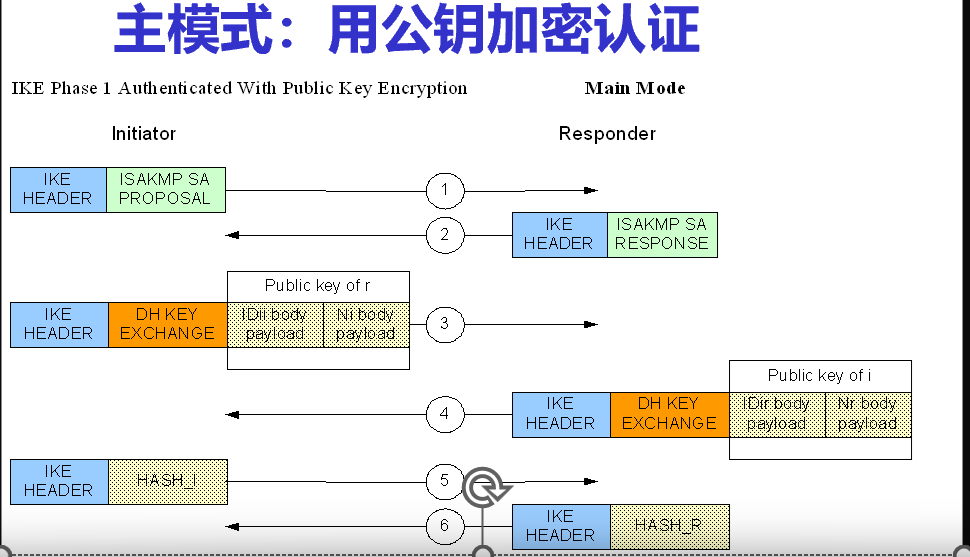 主模式：用公钥加密认证
IKE Phase 1 Authenticated With Public Key Encryption
Main Mode
Initiator
Responder
IKE
HEADER
ISAKMP SA
PROPOSAL
1
2
IKE
HEADER
ISAKMP SA
RESPONSE
Public key of r
IKE
HEADER
DH KEY
EXCHANGE
IDii body
payload
Ni body
payload
3
Public key of i
4
IKE
HEADER
DH KEY
EXCHANGE
IDir body
payload
Nr body
payload
IKE
HEADER
HASH_I
5
6
IKE
HEADER
HASH_R